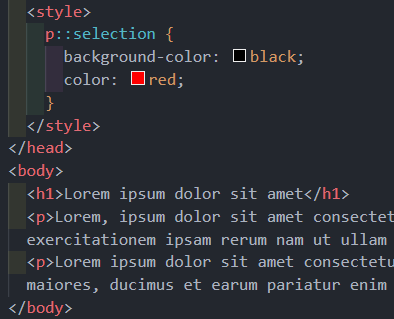 <style>
p::selection {
background-color: black;
color: red;
}
</style>
</head>
<body>
<h1>Lorem ipsum dolor sit amet</h1>
<p>Lorem, ipsum dolor sit amet consectet
exercitationem ipsam rerum nam ut ullam
<p>Lorem ipsum dolor sit amet consectetu
maiores, ducimus et earum pariatur enim
</body>